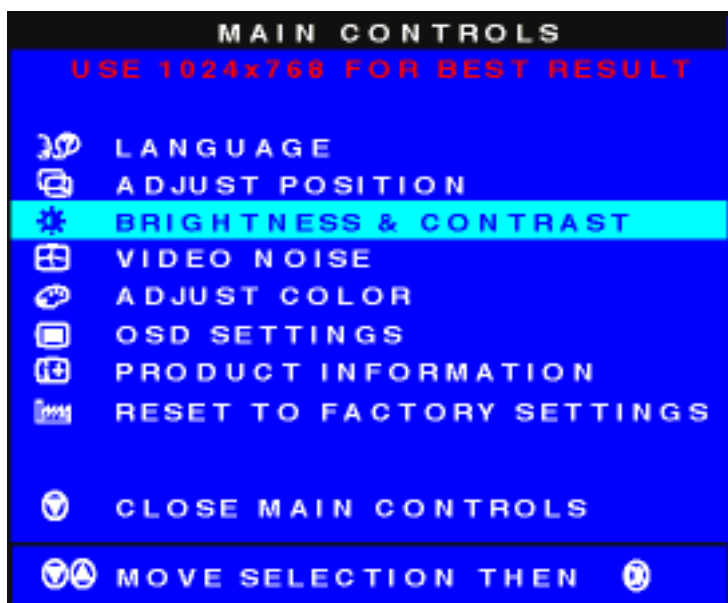 MAIN CONTROLS
USE 1024x768 FOR BEST RESULT
LANGUAGE
ADJUST POSITION
BRIGHTNESS & CONTRAST
VIDEO NOISE
ADJUST COLOR
OSD SETTINGS
PRODUCT INFORMATION
RESET TO FACTORY SETTINGS
CLOSE MAIN CONTROLS
MOVE SELECTION THEN